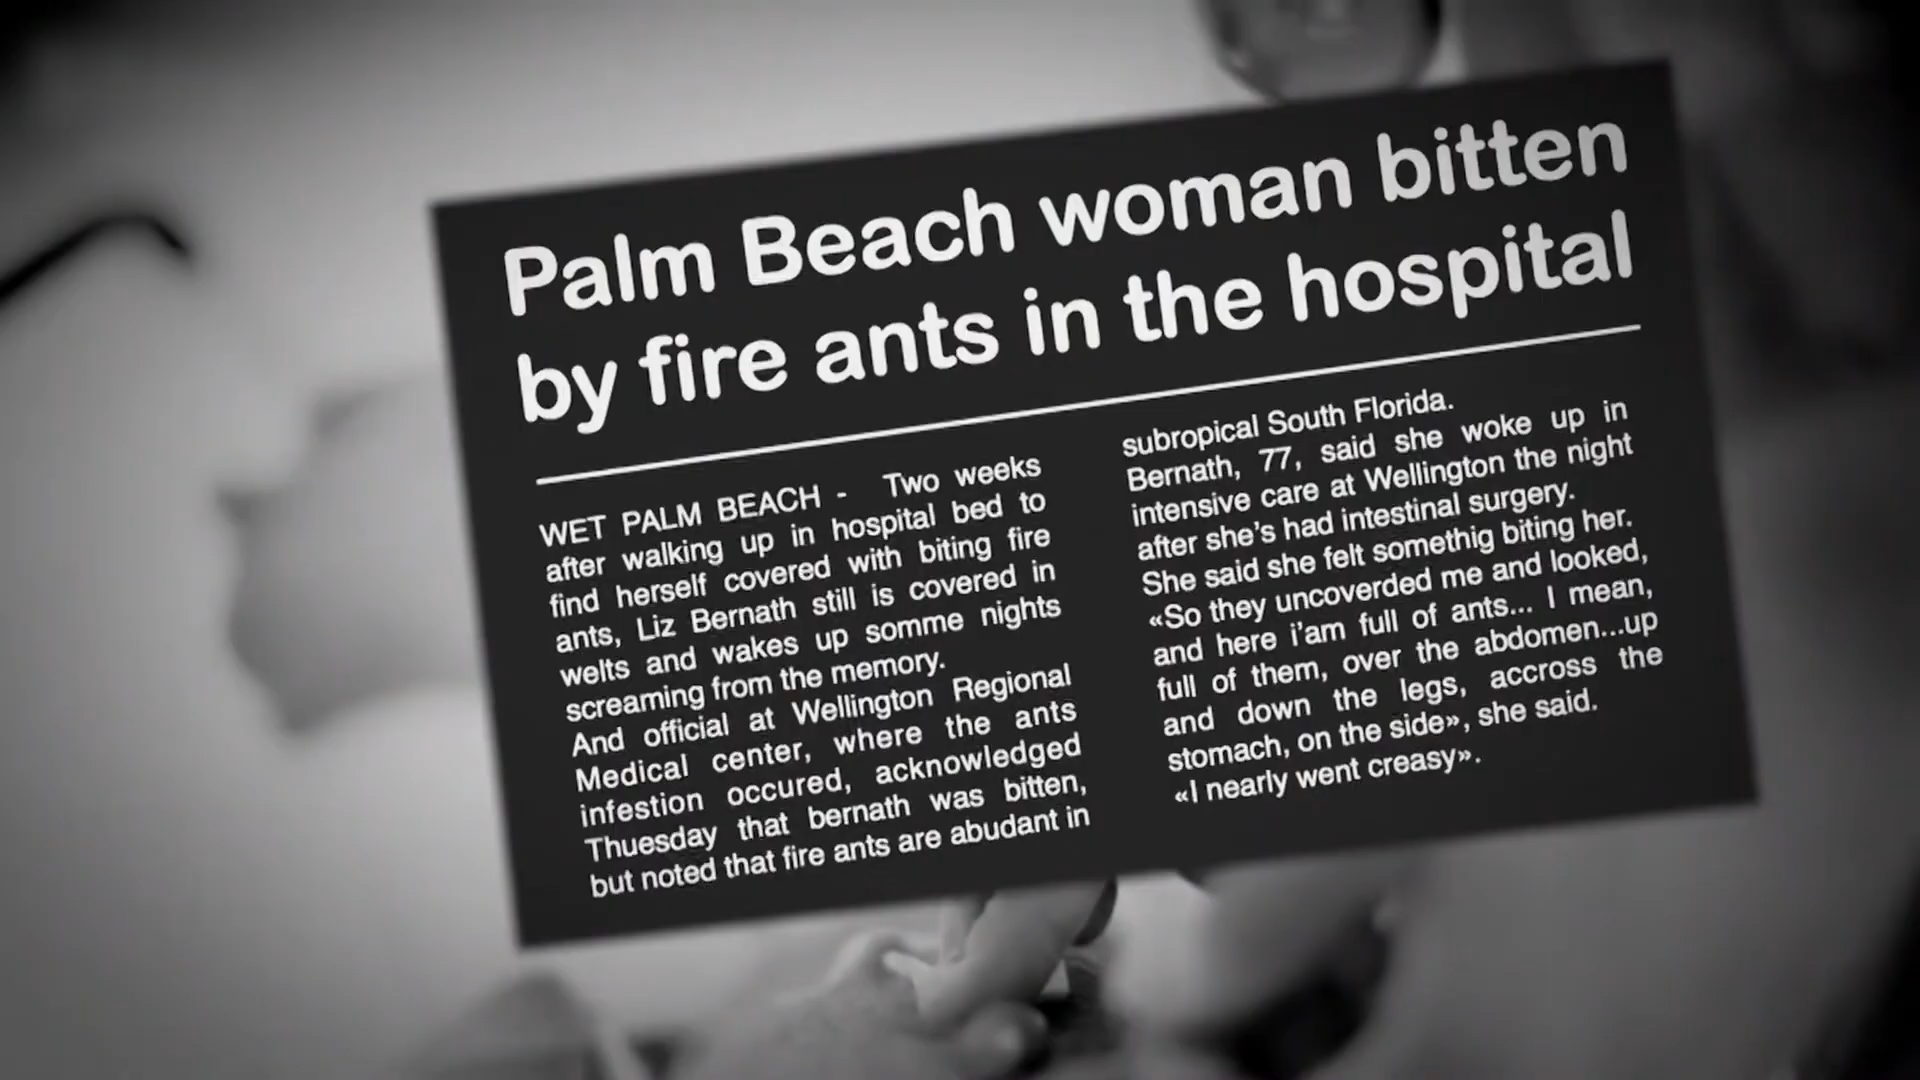 Palm Beach woman bitten
by fire ants in the hospital
WET PALM BEACH - Two weeks
after walking up in hospital bed to
find herself covered with biting fire
ants, Liz Bernath still is covered in
welts and wakes up somme nights
screaming from the memory.
And official at Wellington Regional
Medical center, where the ants
infestion occured, acknowledged
Thuesday that bernath was bitten,
but noted that fire ants are abudant in
subropical South Florida.
Bernath, 77, said she woke up in
intensive care at Wellington the night
after she's had intestinal surgery.
She said she felt somethig biting her.
«So they uncoverded me and looked,
and here i'am full of ants... I mean,
full of them, over the abdomen...up
and down the legs, accross the
stomach, on the side», she said.
«I nearly went creasy».